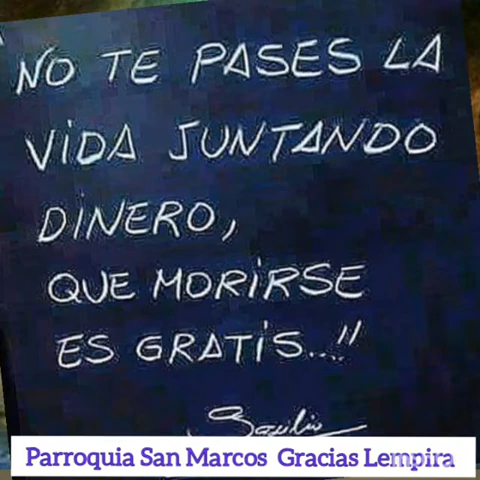 NO TE PASES LA
VIDA JUNTANDO
DINERO,
QUE MORIRSE
ES GRATIS...!!
Parroquia San Marcos Gracias Lempira